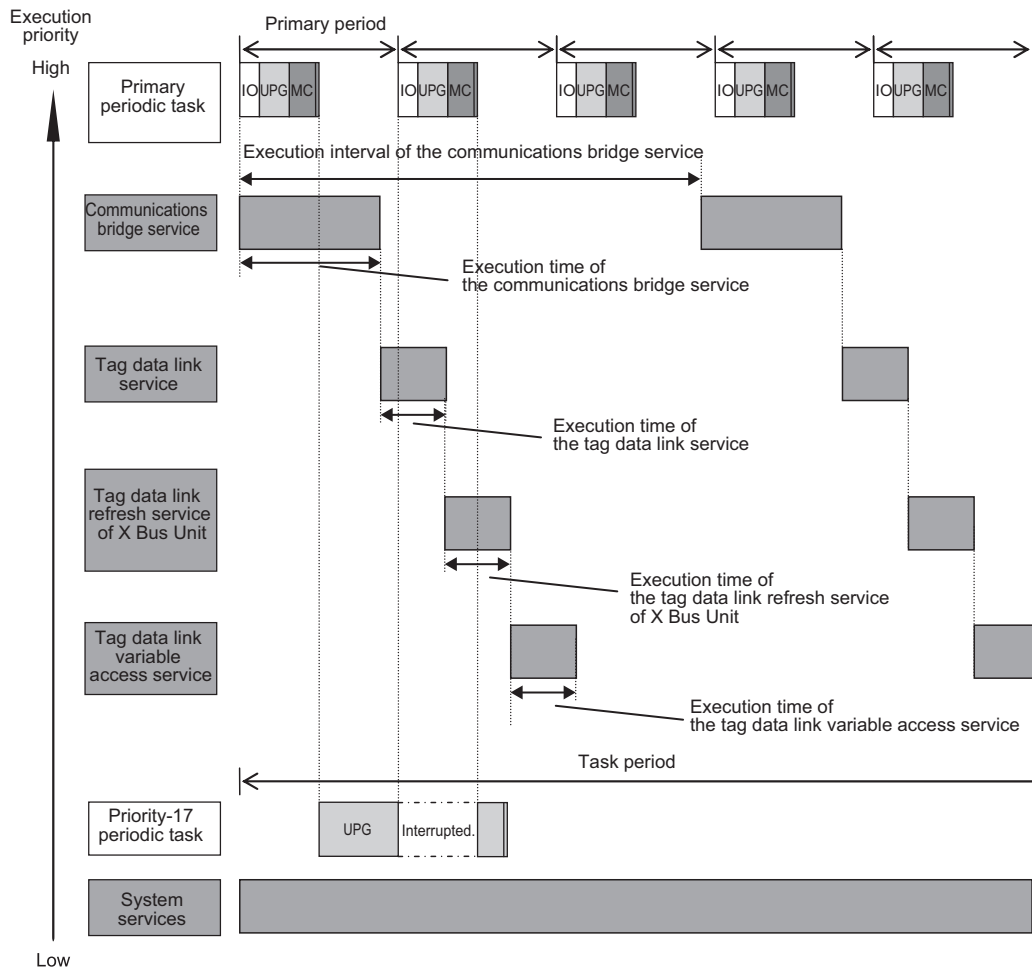 Execution
priority
High
Primary period
Primary
periodic task
IO UPG MC
IO UPG MC
IO UPG MC
IO UPG MC
IO UPG MC
Execution interval of the communications bridge service
Communications
bridge service
Execution time of
the communications bridge service
Tag data link
service
Execution time of
the tag data link service
Tag data link
refresh service
of X Bus Unit
Execution time of
the tag data link refresh service
of X Bus Unit
Tag data link
variable
access service
Execution time of
the tag data link variable access service
Task period
Priority-17
periodic task
UPG
Interrupted.
System
services
Low